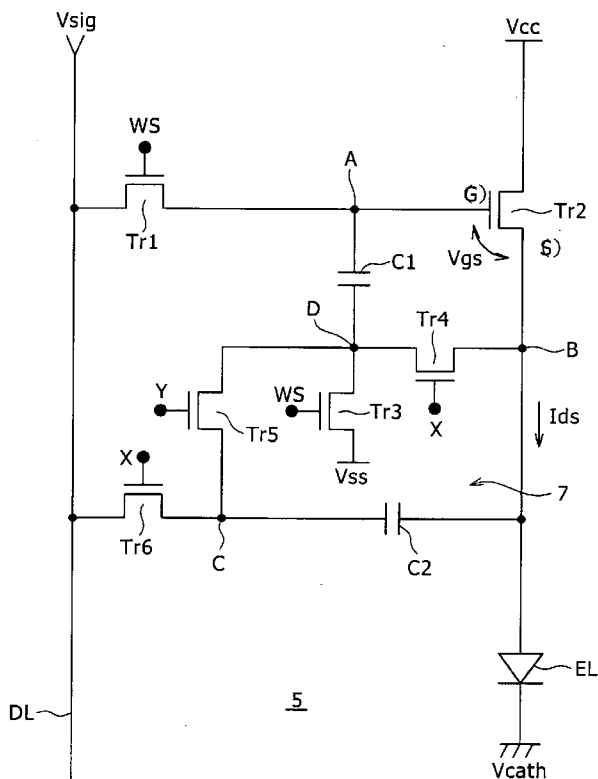 Vsig
Vcc
WS
A
G)
Tr2
Tr1
Vgs
S)
C1
D
Tr4
B
Y
WS
Tr3
X
Ids
Tr5
X
Vss
7
Tr6
C
C2
EL
DL
5
Vcath